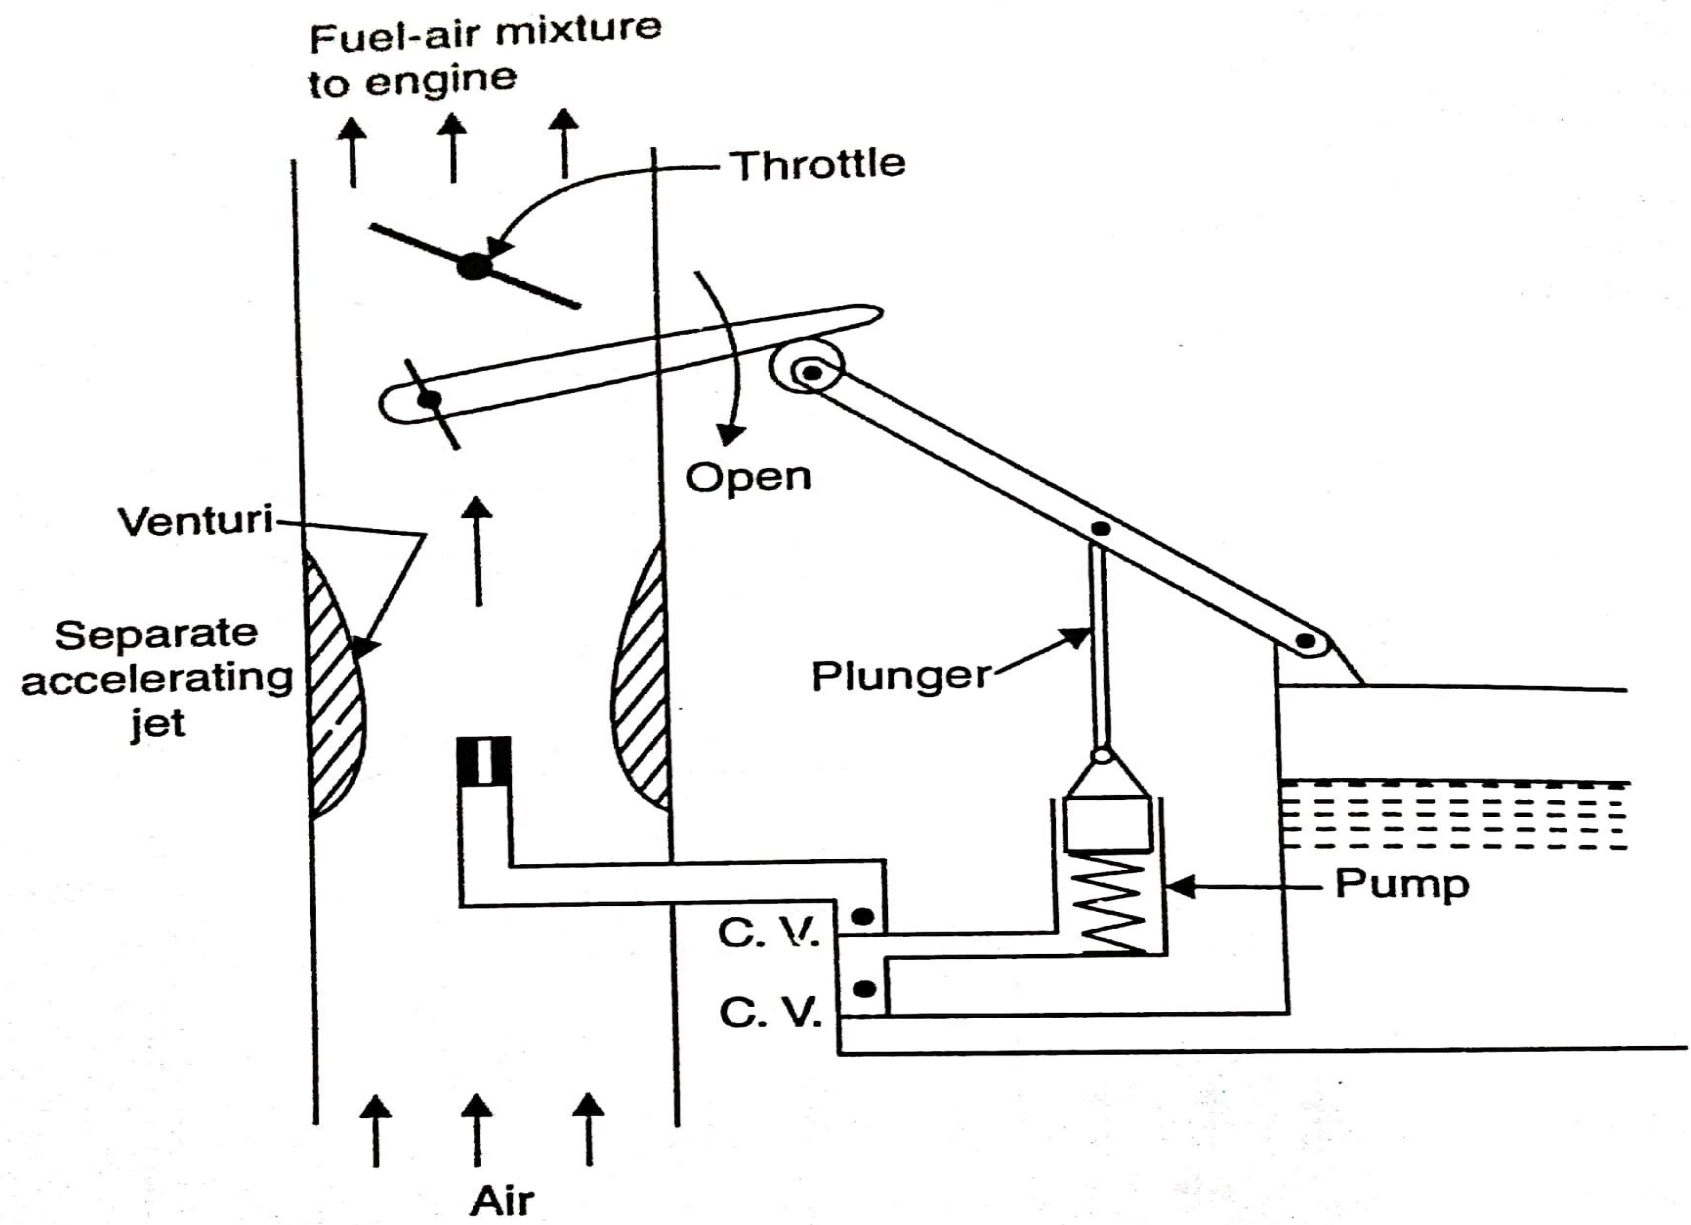 Fuel-air mixture
to engine
Throttle
Open
Venturi
Separate
accelerating
jet
Plunger
Pump
C. V.
C. V.
Air